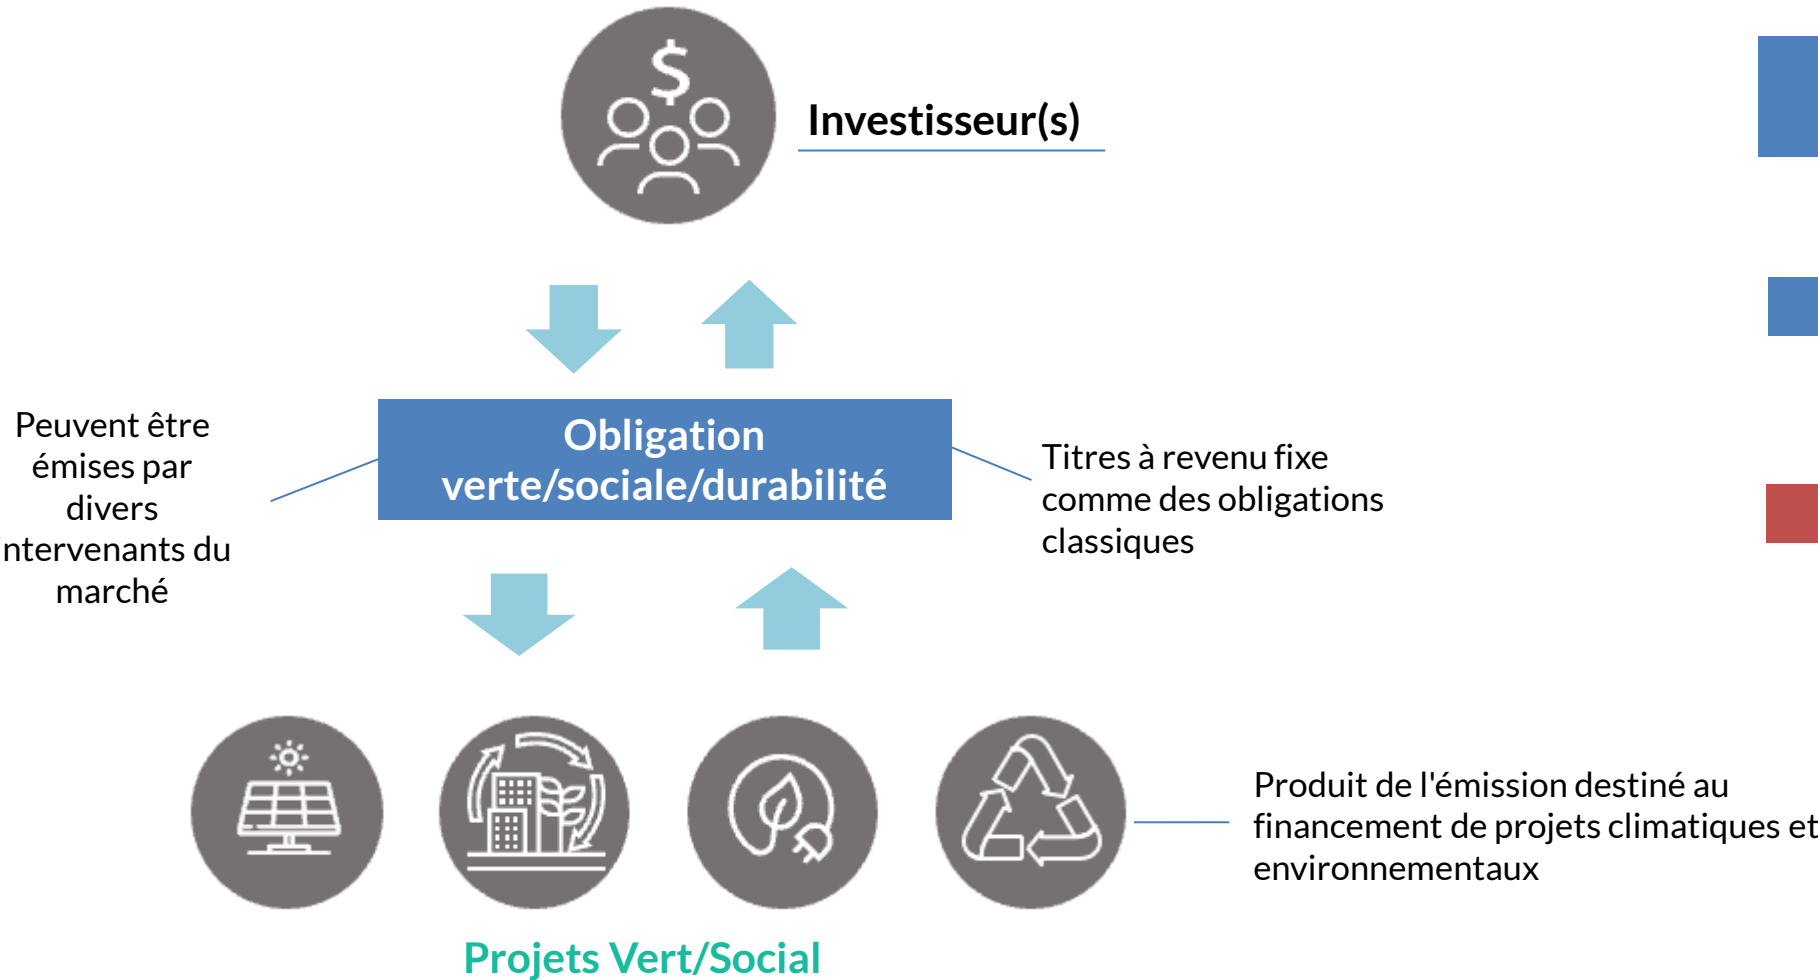 $
Investisseur(s)
Obligation
verte/sociale/durabilité
Peuvent être
émises par
divers
ntervenants du
marché
Titres à revenu fixe
comme des obligations
classiques
Produit de l'émission destiné au
financement de projets climatiques et
environnementaux
Projets Vert/Social